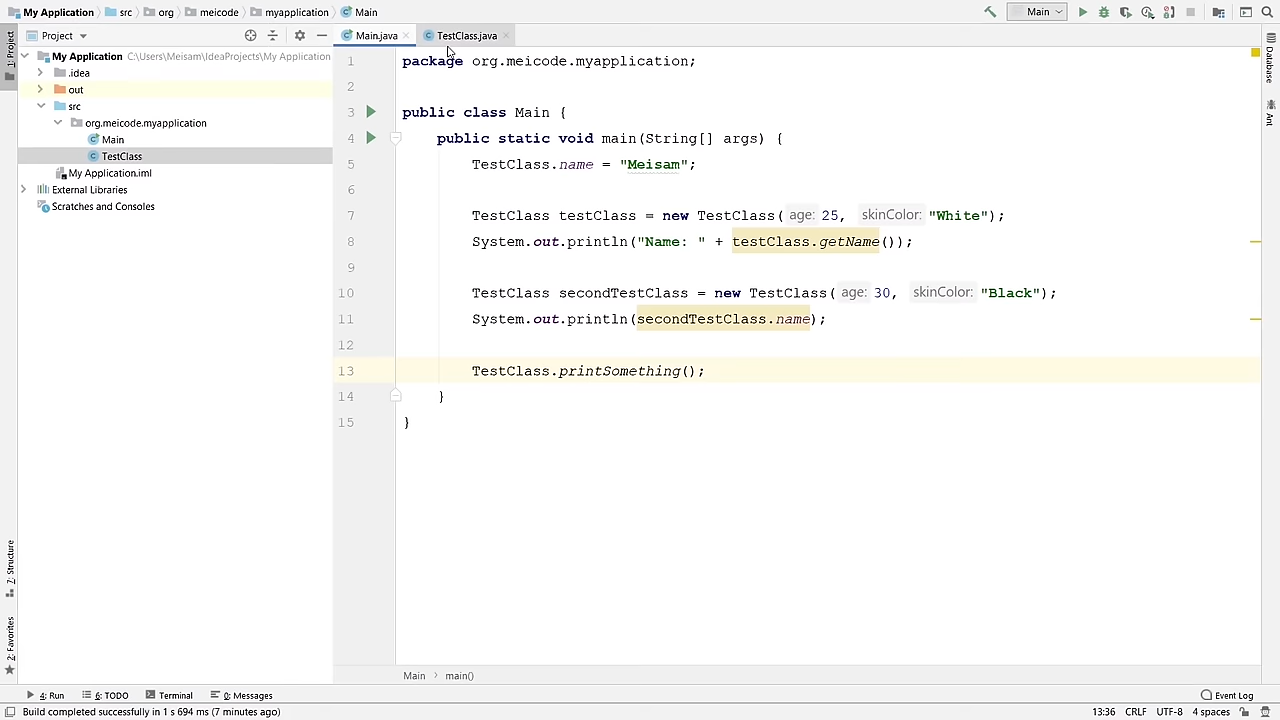 My Application src org meicode myapplication Main
Main
Project
Main.java
TestClass.java
1: Project
My Application C:\Users\Meisam\IdeaProjects\My Application
.idea
out
src
org.meicode.myapplication
Main
TestClass
My Application.iml
External Libraries
Scratches and Consoles
1 package org.meicode.myapplication;
2
3 public class Main {
4 public static void main(String[] args) {
5 TestClass.name = "Meisam";
6
7 TestClass testClass = new TestClass( age: 25, skinColor: "White");
8 System.out.println("Name: " + testClass.getName());
9
10 TestClass secondTestClass = new TestClass( age: 30, skinColor: "Black");
11 System.out.println(secondTestClass.name);
12
13 TestClass.printSomething();
14 }
15 }
Database
Ant
7: Structure
2: Favorites
Main main()
4: Run 6: TODO Terminal 0: Messages Event Log
Build completed successfully in 1 s 694 ms (7 minutes ago) 13:36 CRLF UTF-8 4 spaces